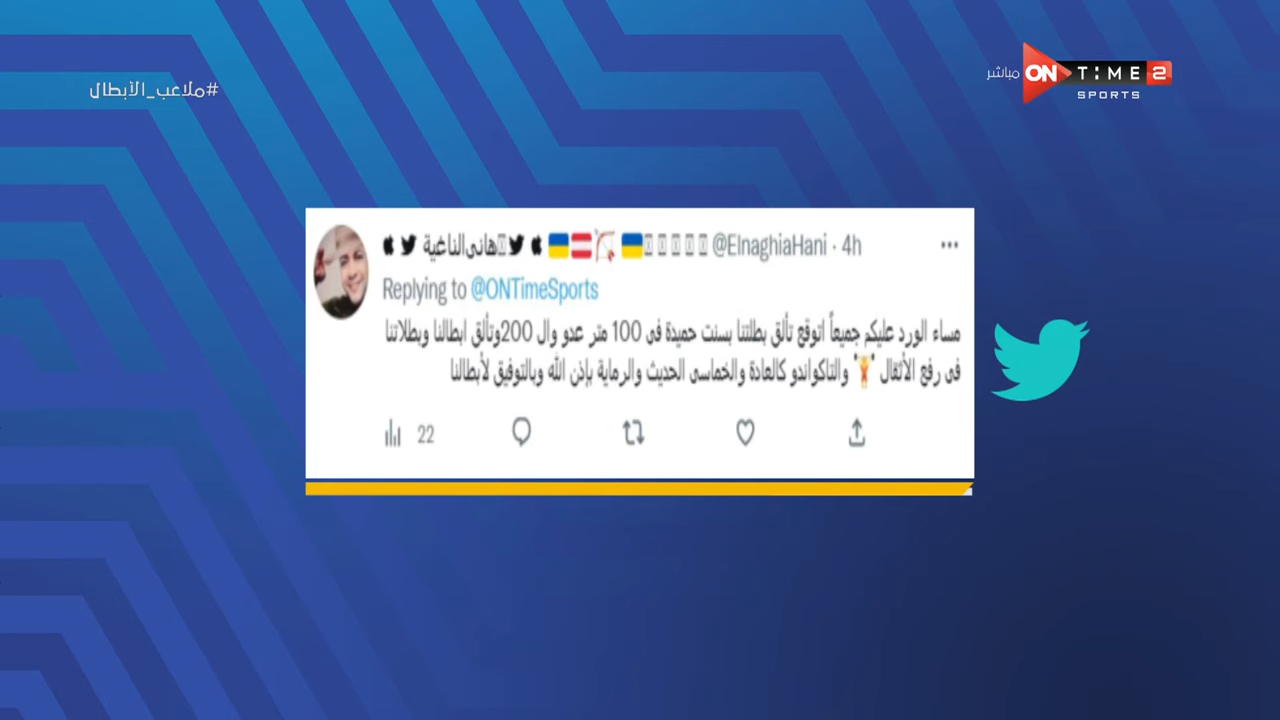 #ملاعب_الأبطال
مباشر ON TIME 2
SPORTS
هانى الناغية @ElnaghiaHani · 4h
Replying to @ONTimeSports
مساء الورد عليكم جميعاً اتوقع تألق بطلتنا بسنت حميدة فى 100 متر عدو وال 200وتألق ابطالنا وبطلاتنا
فى رفع الأثقال 🏋 والتاكواندو كالعادة والخماسى الحديث والرماية بإذن الله وبالتوفيق لأبطالنا
22